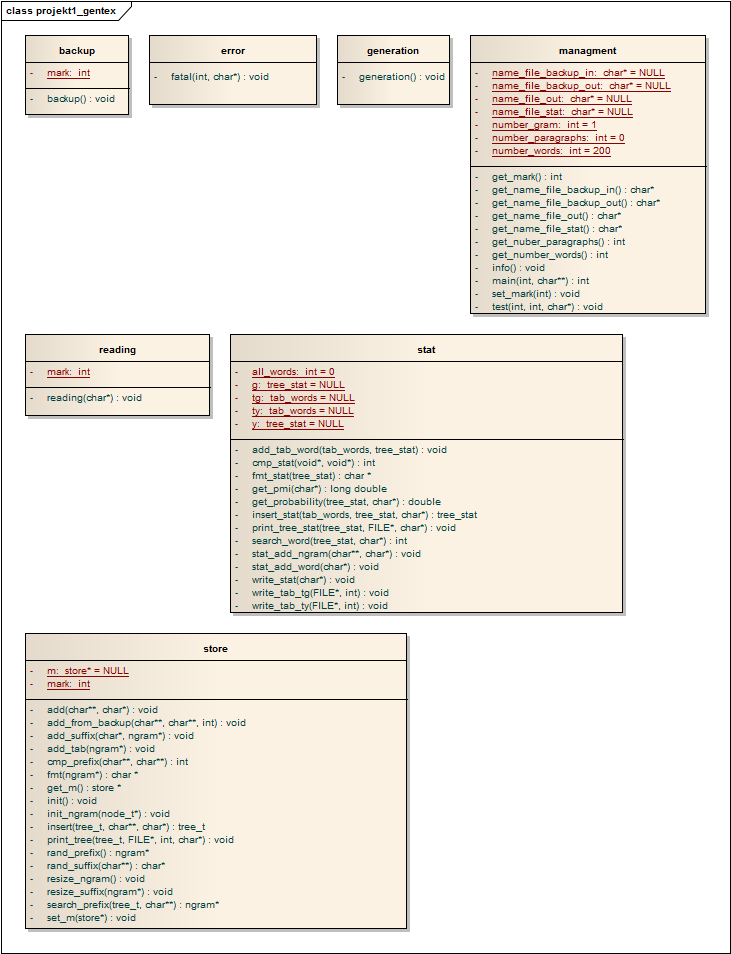 class projekt1_gentex
backup
- mark: int
- backup() : void
error
- fatal(int, char*) : void
generation
- generation() : void
managment
- name_file_backup_in: char* = NULL
- name_file_backup_out: char* = NULL
- name_file_out: char* = NULL
- name_file_stat: char* = NULL
- number_gram: int = 1
- number_paragraphs: int = 0
- number_words: int = 200
- get_mark() : int
- get_name_file_backup_in() : char*
- get_name_file_backup_out() : char*
- get_name_file_out() : char*
- get_name_file_stat() : char*
- get_nuber_paragraphs() : int
- get_number_words() : int
- info() : void
- main(int, char**) : int
- set_mark(int) : void
- test(int, int, char*) : void
reading
- mark: int
- reading(char*) : void
stat
- all_words: int = 0
- g: tree_stat = NULL
- tg: tab_words = NULL
- ty: tab_words = NULL
- y: tree_stat = NULL
- add_tab_word(tab_words, tree_stat) : void
- cmp_stat(void*, void*) : int
- fmt_stat(tree_stat) : char *
- get_pmi(char*) : long double
- get_probability(tree_stat, char*) : double
- insert_stat(tab_words, tree_stat, char*) : tree_stat
- print_tree_stat(tree_stat, FILE*, char*) : void
- search_word(tree_stat, char*) : int
- stat_add_ngram(char**, char*) : void
- stat_add_word(char*) : void
- write_stat(char*) : void
- write_tab_tg(FILE*, int) : void
- write_tab_ty(FILE*, int) : void
store
- m: store* = NULL
- mark: int
- add(char**, char*) : void
- add_from_backup(char**, char**, int) : void
- add_suffix(char*, ngram*) : void
- add_tab(ngram*) : void
- cmp_prefix(char**, char**) : int
- fmt(ngram*) : char *
- get_m() : store *
- init() : void
- init_ngram(node_t*) : void
- insert(tree_t, char**, char*) : tree_t
- print_tree(tree_t, FILE*, int, char*) : void
- rand_prefix() : ngram*
- rand_suffix(char**) : char*
- resize_ngram() : void
- resize_suffix(ngram*) : void
- search_prefix(tree_t, char**) : ngram*
- set_m(store*) : void